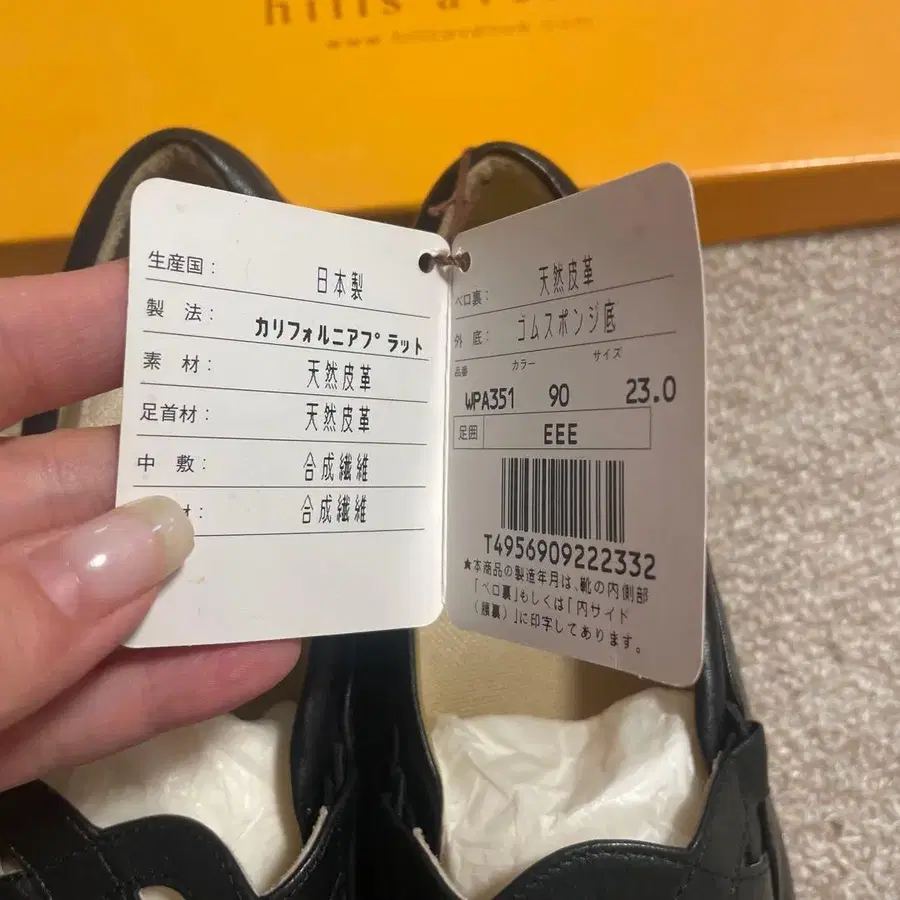 hills
www.
生産国： 日本製
製 法： カリフォルニアプラット
素 材： 天然皮革
足首材： 天然皮革
中 敷： 合成繊維
合成繊維
ベロ裏： 天然皮革
外 底： ゴムスポンジ底
品番 カラー サイズ
WPA351 90 23.0
足囲 EEE
T4956909222332
★本商品の製造年月は、靴の内側部
「ベロ裏」もしくは「内サイド
（腰裏）」に印字してあります。